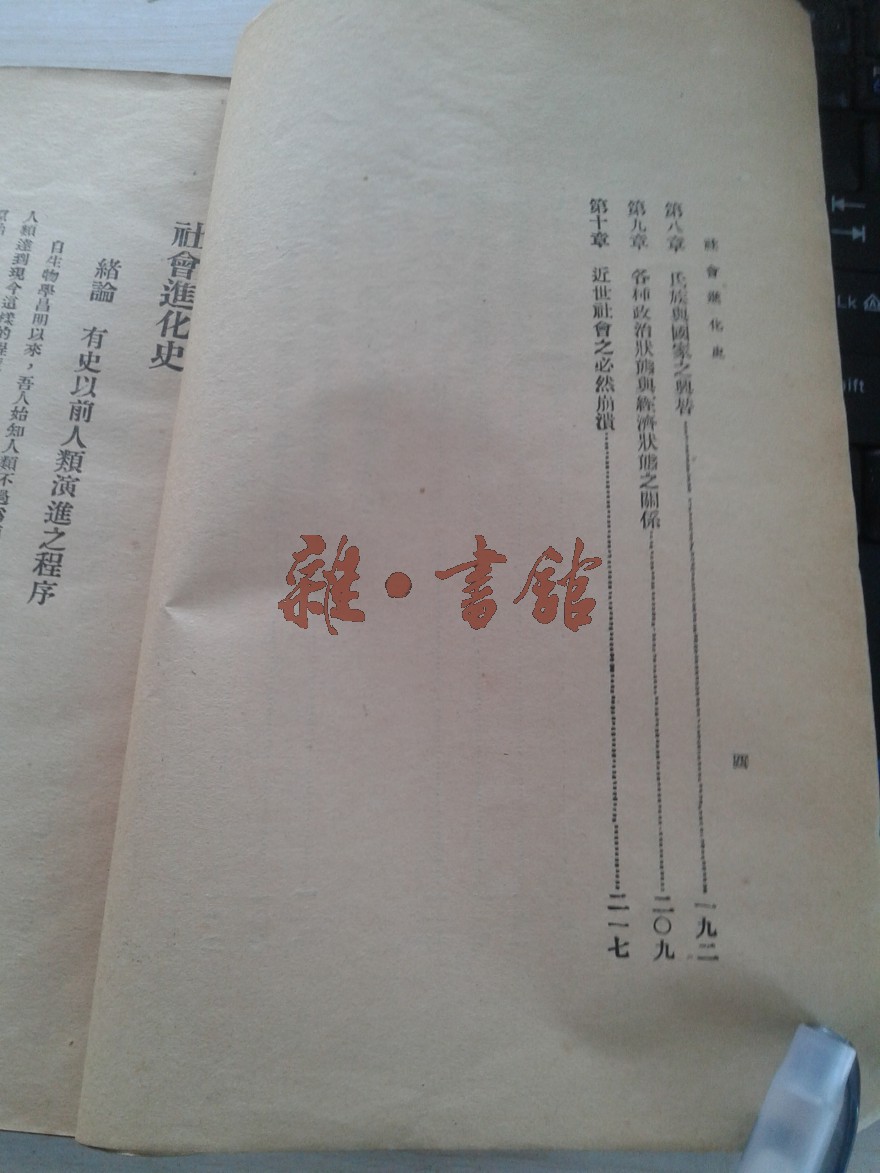 社會進化史
四
第八章 氏族與國家之興替 一九二
第九章 各種政治狀態與經濟狀態之關係 二〇九
第十章 近世社會之必然崩潰 二一七
社會進化史
緒論 有史以前人類演進之程序
自生物學昌明以來，吾人始知人類不過
人類達到現今這樣的程
雜•書館
Lk
hift